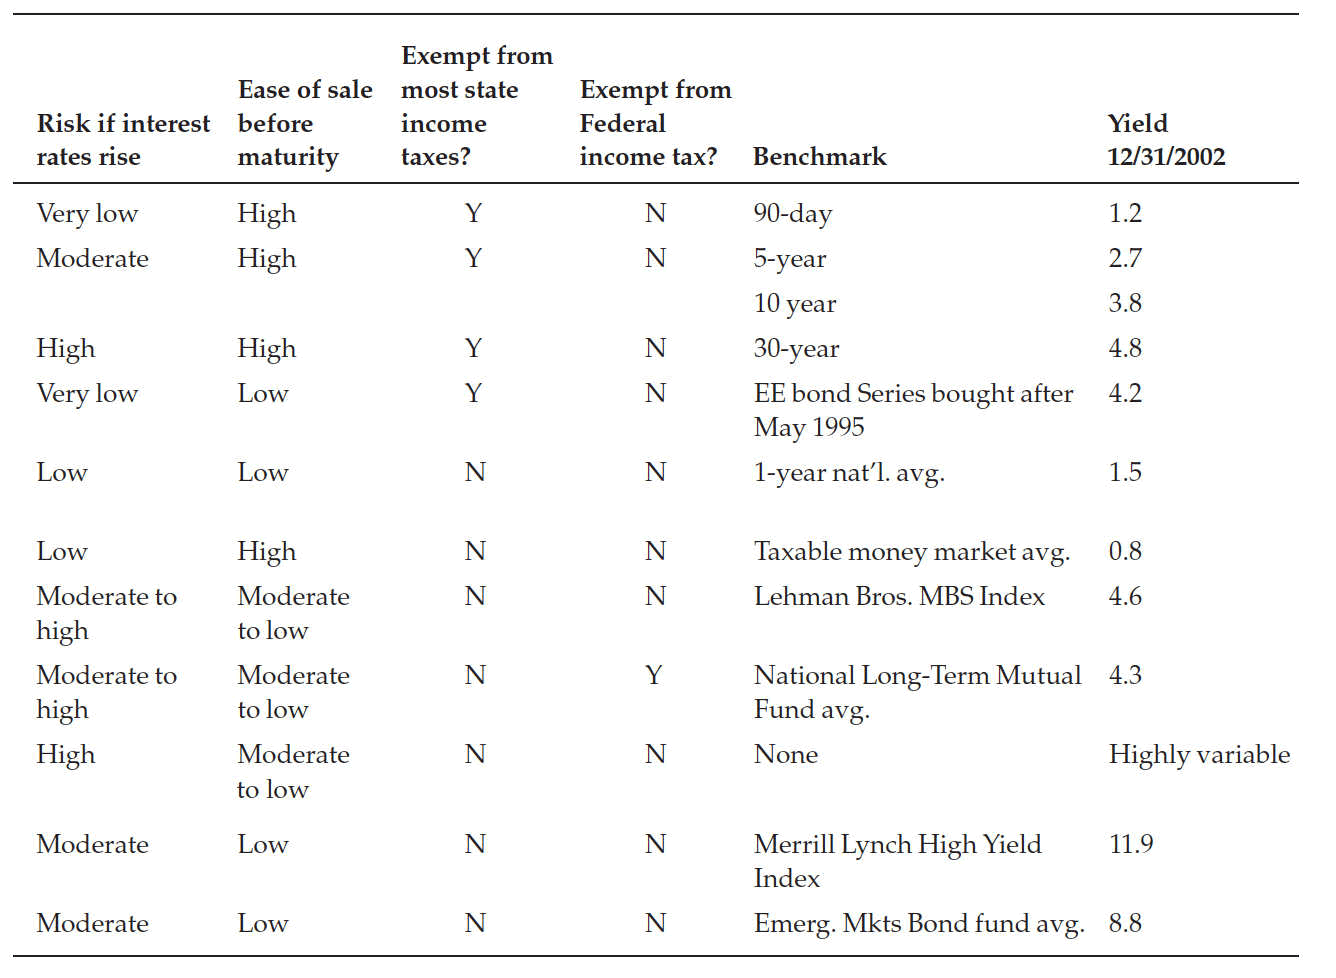 Risk if interest rates rise	Ease of sale before maturity	Exempt from most state income taxes?	Exempt from Federal income tax?	Benchmark	Yield 12/31/2002
Very low	High	Y	N	90-day	1.2
Moderate	High	Y	N	5-year	2.7
10 year	3.8
High	High	Y	N	30-year	4.8
Very low	Low	Y	N	EE bond Series bought after May 1995	4.2
Low	Low	N	N	1-year nat’l. avg.	1.5
Low	High	N	N	Taxable money market avg.	0.8
Moderate to high	Moderate to low	N	N	Lehman Bros. MBS Index	4.6
Moderate to high	Moderate to low	N	Y	National Long-Term Mutual Fund avg.	4.3
High	Moderate to low	N	N	None	Highly variable
Moderate	Low	N	N	Merrill Lynch High Yield Index	11.9
Moderate	Low	N	N	Emerg. Mkts Bond fund avg.	8.8